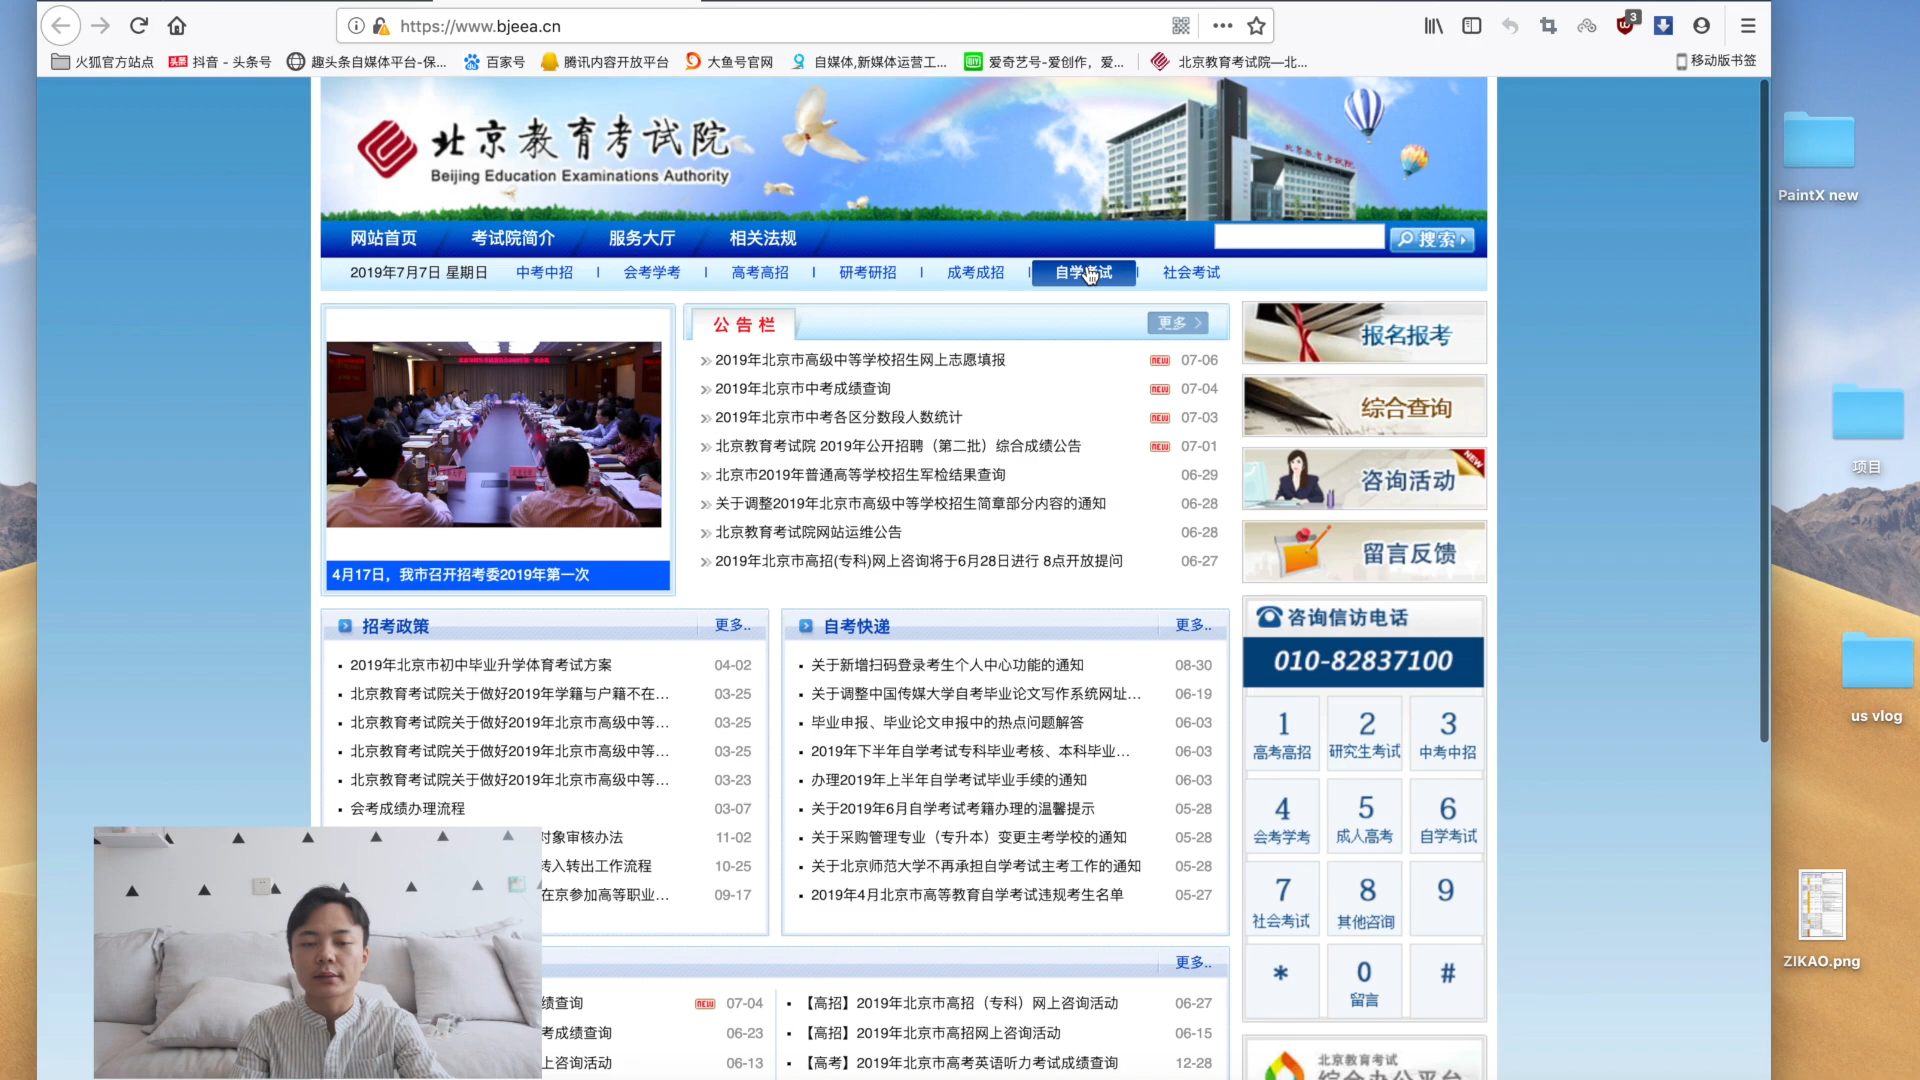 https://www.bjeea.cn
3
火狐官方站点
头条
抖音 - 头条号
趣头条自媒体平台-保...
百家号
腾讯内容开放平台
大鱼号官网
自媒体,新媒体运营工...
爱奇艺号-爱创作，爱...
北京教育考试院—北...
移动版书签
北京教育考试院
Beijing Education Examinations Authority
北京教育考试院
网站首页
考试院简介
服务大厅
相关法规
搜索
2019年7月7日 星期日
中考中招
会考学考
高考高招
研考研招
成考成招
自学考试
社会考试
4月17日，我市召开招考委2019年第一次
公告栏
更多
2019年北京市高级中等学校招生网上志愿填报 NEW 07-06
2019年北京市中考成绩查询 NEW 07-04
2019年北京市中考各区分数段人数统计 NEW 07-03
北京教育考试院 2019年公开招聘（第二批）综合成绩公告 NEW 07-01
北京市2019年普通高等学校招生军检结果查询 06-29
关于调整2019年北京市高级中等学校招生简章部分内容的通知 06-28
北京教育考试院网站运维公告 06-28
2019年北京市高招(专科)网上咨询将于6月28日进行 8点开放提问 06-27
报名报考
综合查询
咨询活动
NEW
留言反馈
招考政策
更多..
2019年北京市初中毕业升学体育考试方案 04-02
北京教育考试院关于做好2019年学籍与户籍不在... 03-25
北京教育考试院关于做好2019年北京市高级中等... 03-25
北京教育考试院关于做好2019年北京市高级中等... 03-25
北京教育考试院关于做好2019年北京市高级中等... 03-23
会考成绩办理流程 03-07
对象审核办法 11-02
转入转出工作流程 10-25
在京参加高等职业... 09-17
自考快递
更多..
关于新增扫码登录考生个人中心功能的通知 08-30
关于调整中国传媒大学自考毕业论文写作系统网址... 06-19
毕业申报、毕业论文申报中的热点问题解答 06-03
2019年下半年自学考试专科毕业考核、本科毕业... 06-03
办理2019年上半年自学考试毕业手续的通知 06-03
关于2019年6月自学考试考籍办理的温馨提示 05-28
关于采购管理专业（专升本）变更主考学校的通知 05-28
关于北京师范大学不再承担自学考试主考工作的通知 05-28
2019年4月北京市高等教育自学考试违规考生名单 05-27
咨询信访电话
010-82837100
1
高考高招
2
研究生考试
3
中考中招
4
会考学考
5
成人高考
6
自学考试
7
社会考试
8
其他咨询
9
*
0
留言
#
更多..
绩查询 NEW 07-04
考成绩查询 06-23
上咨询活动 06-13
【高招】2019年北京市高招（专科）网上咨询活动 06-27
【高招】2019年北京市高招网上咨询活动 06-15
【高考】2019年北京市高考英语听力考试成绩查询 12-28
北京教育考试
综合办公平台
PaintX new
项目
us vlog
ZIKAO.png